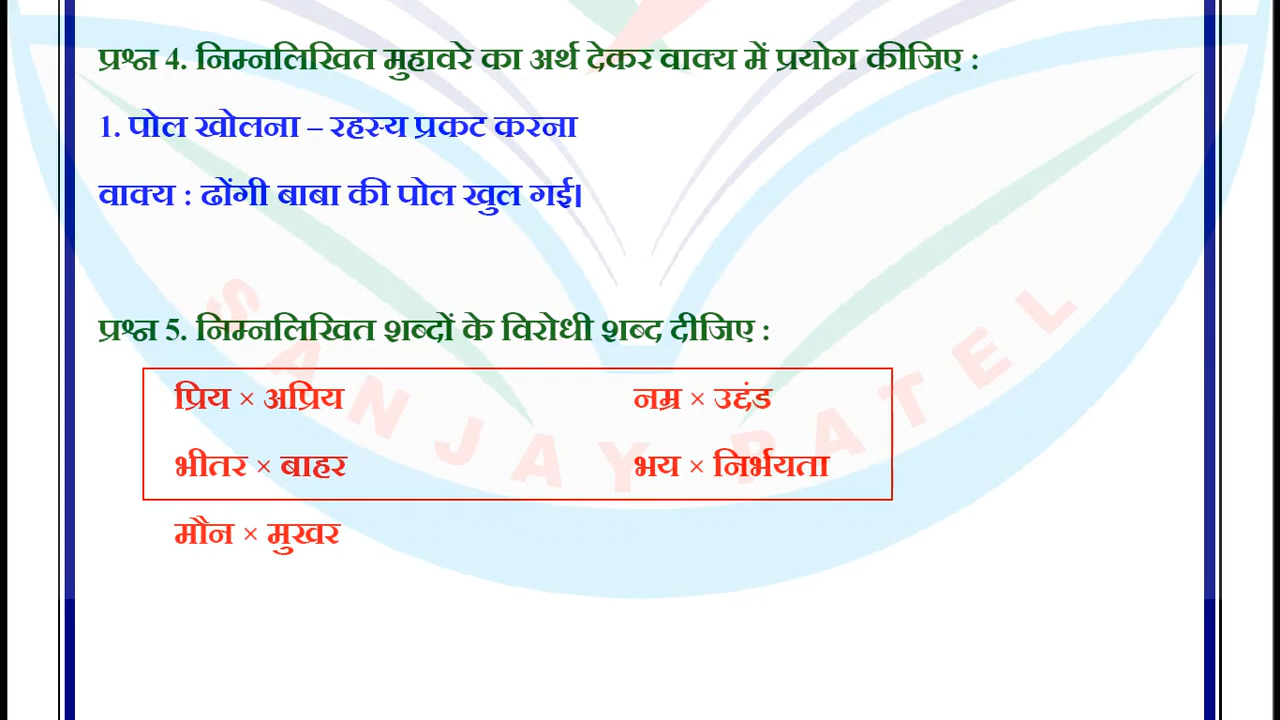 प्रश्न 4. निम्नलिखित मुहावरे का अर्थ देकर वाक्य में प्रयोग कीजिए :
1. पोल खोलना – रहस्य प्रकट करना
वाक्य : ढोंगी बाबा की पोल खुल गई।
प्रश्न 5. निम्नलिखित शब्दों के विरोधी शब्द दीजिए :
प्रिय × अप्रिय नम्र × उद्दंड
भीतर × बाहर भय × निर्भयता
मौन × मुखर
SANJAY PATEL